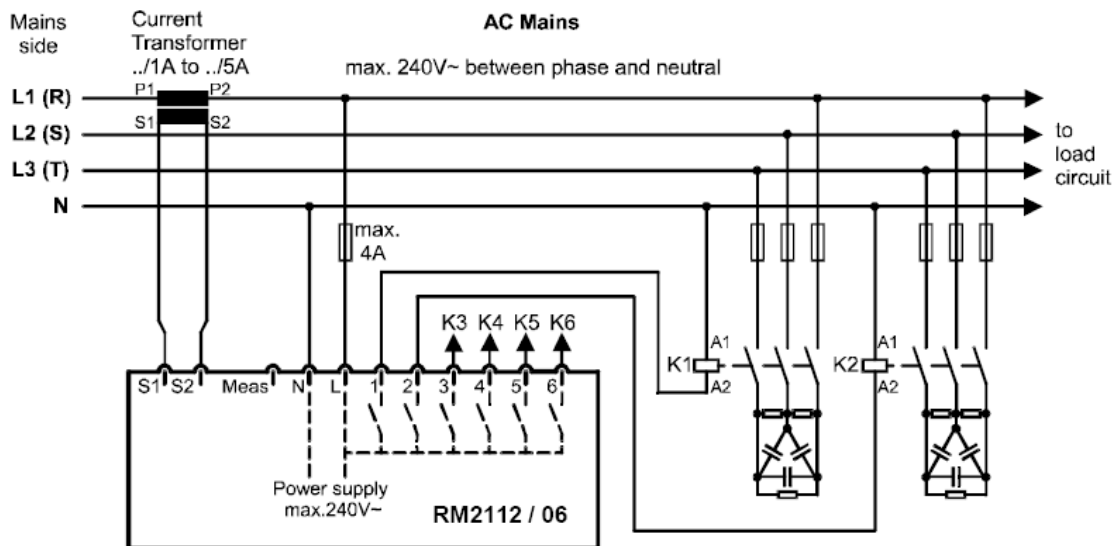 Mains
side
Current
Transformer
../1A to ../5A
AC Mains
max. 240V~ between phase and neutral
P1
P2
L1 (R)
S1
S2
L2 (S)
to
load
circuit
L3 (T)
N
max.
4A
K3
K4
K5
K6
A1
K1
A2
A1
K2
A2
S1
S2
Meas
N
L
1
2
3
4
5
6
Power supply
max.240V~
RM2112 / 06